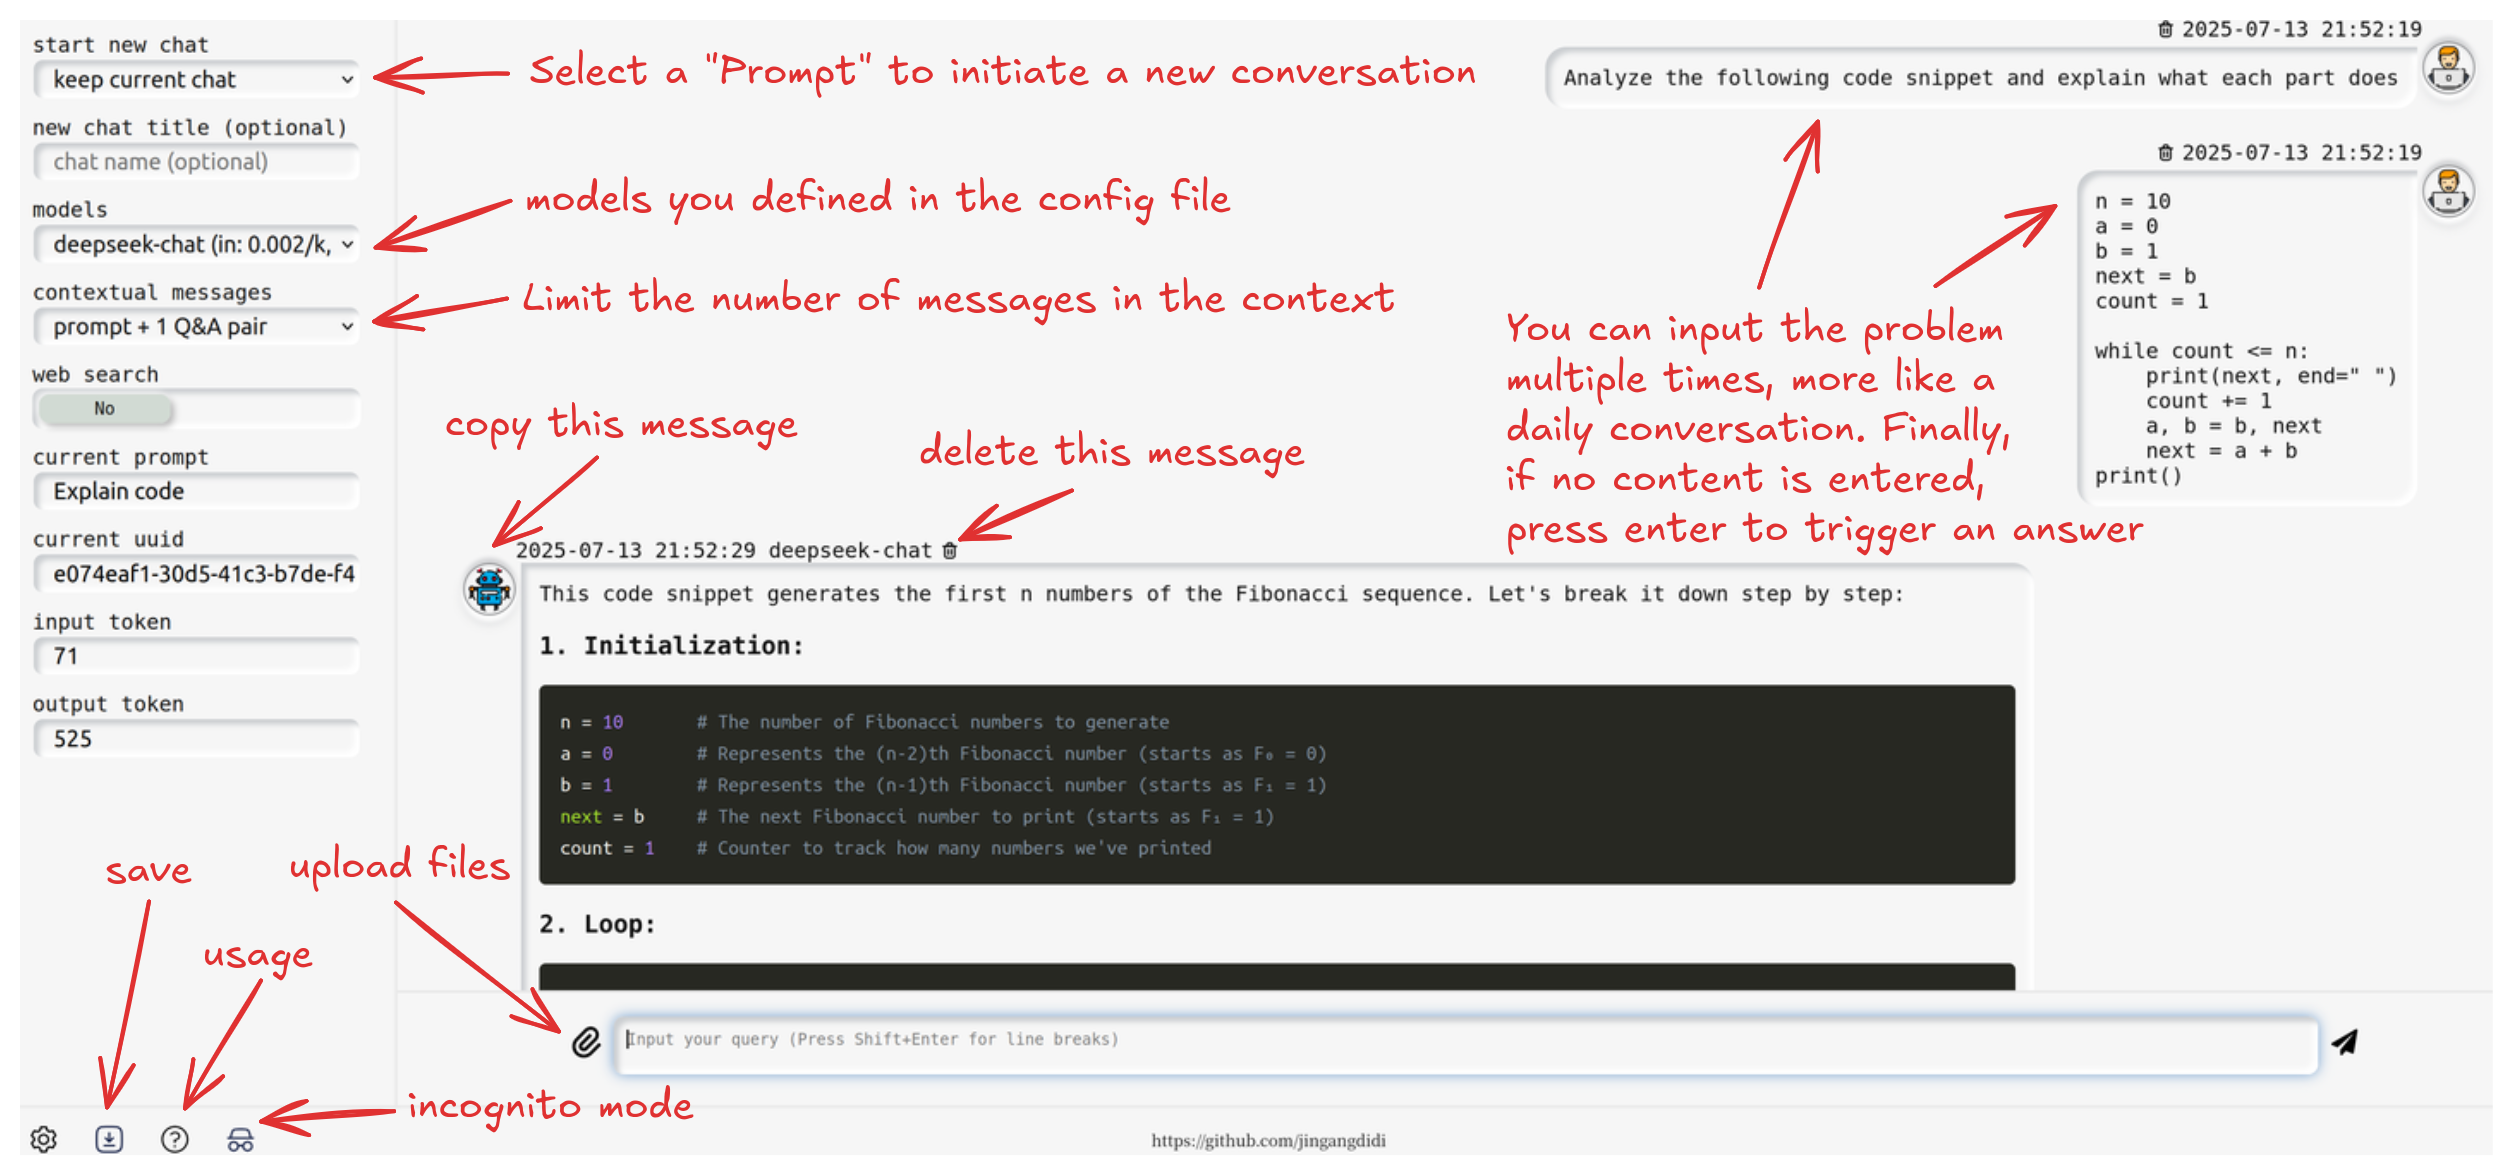 start new chat
keep current chat
new chat title (optional)
chat name (optional)
models
deepseek-chat (in: 0.002/k,
contextual messages
prompt + 1 Q&A pair
web search
No
current prompt
Explain code
current uuid
e074eaf1-30d5-41c3-b7de-f4
input token
71
output token
525
Select a "Prompt" to initiate a new conversation
models you defined in the config file
Limit the number of messages in the context
2025-07-13 21:52:19
Analyze the following code snippet and explain what each part does
2025-07-13 21:52:19
n = 10
a = 0
b = 1
next = b
count = 1
while count <= n:
    print(next, end=" ")
    count += 1
    a, b = b, next
    next = a + b
print()
You can input the problem
multiple times, more like a
daily conversation. Finally,
if no content is entered,
press enter to trigger an answer
copy this message
delete this message
2025-07-13 21:52:29 deepseek-chat
This code snippet generates the first n numbers of the Fibonacci sequence. Let's break it down step by step:
1. Initialization:
n = 10       # The number of Fibonacci numbers to generate
a = 0        # Represents the (n-2)th Fibonacci number (starts as F₀ = 0)
b = 1        # Represents the (n-1)th Fibonacci number (starts as F₁ = 1)
next = b     # The next Fibonacci number to print (starts as F₁ = 1)
count = 1    # Counter to track how many numbers we've printed
2. Loop:
save
upload files
usage
incognito mode
Input your query (Press Shift+Enter for line breaks)
https://github.com/jingangdidi